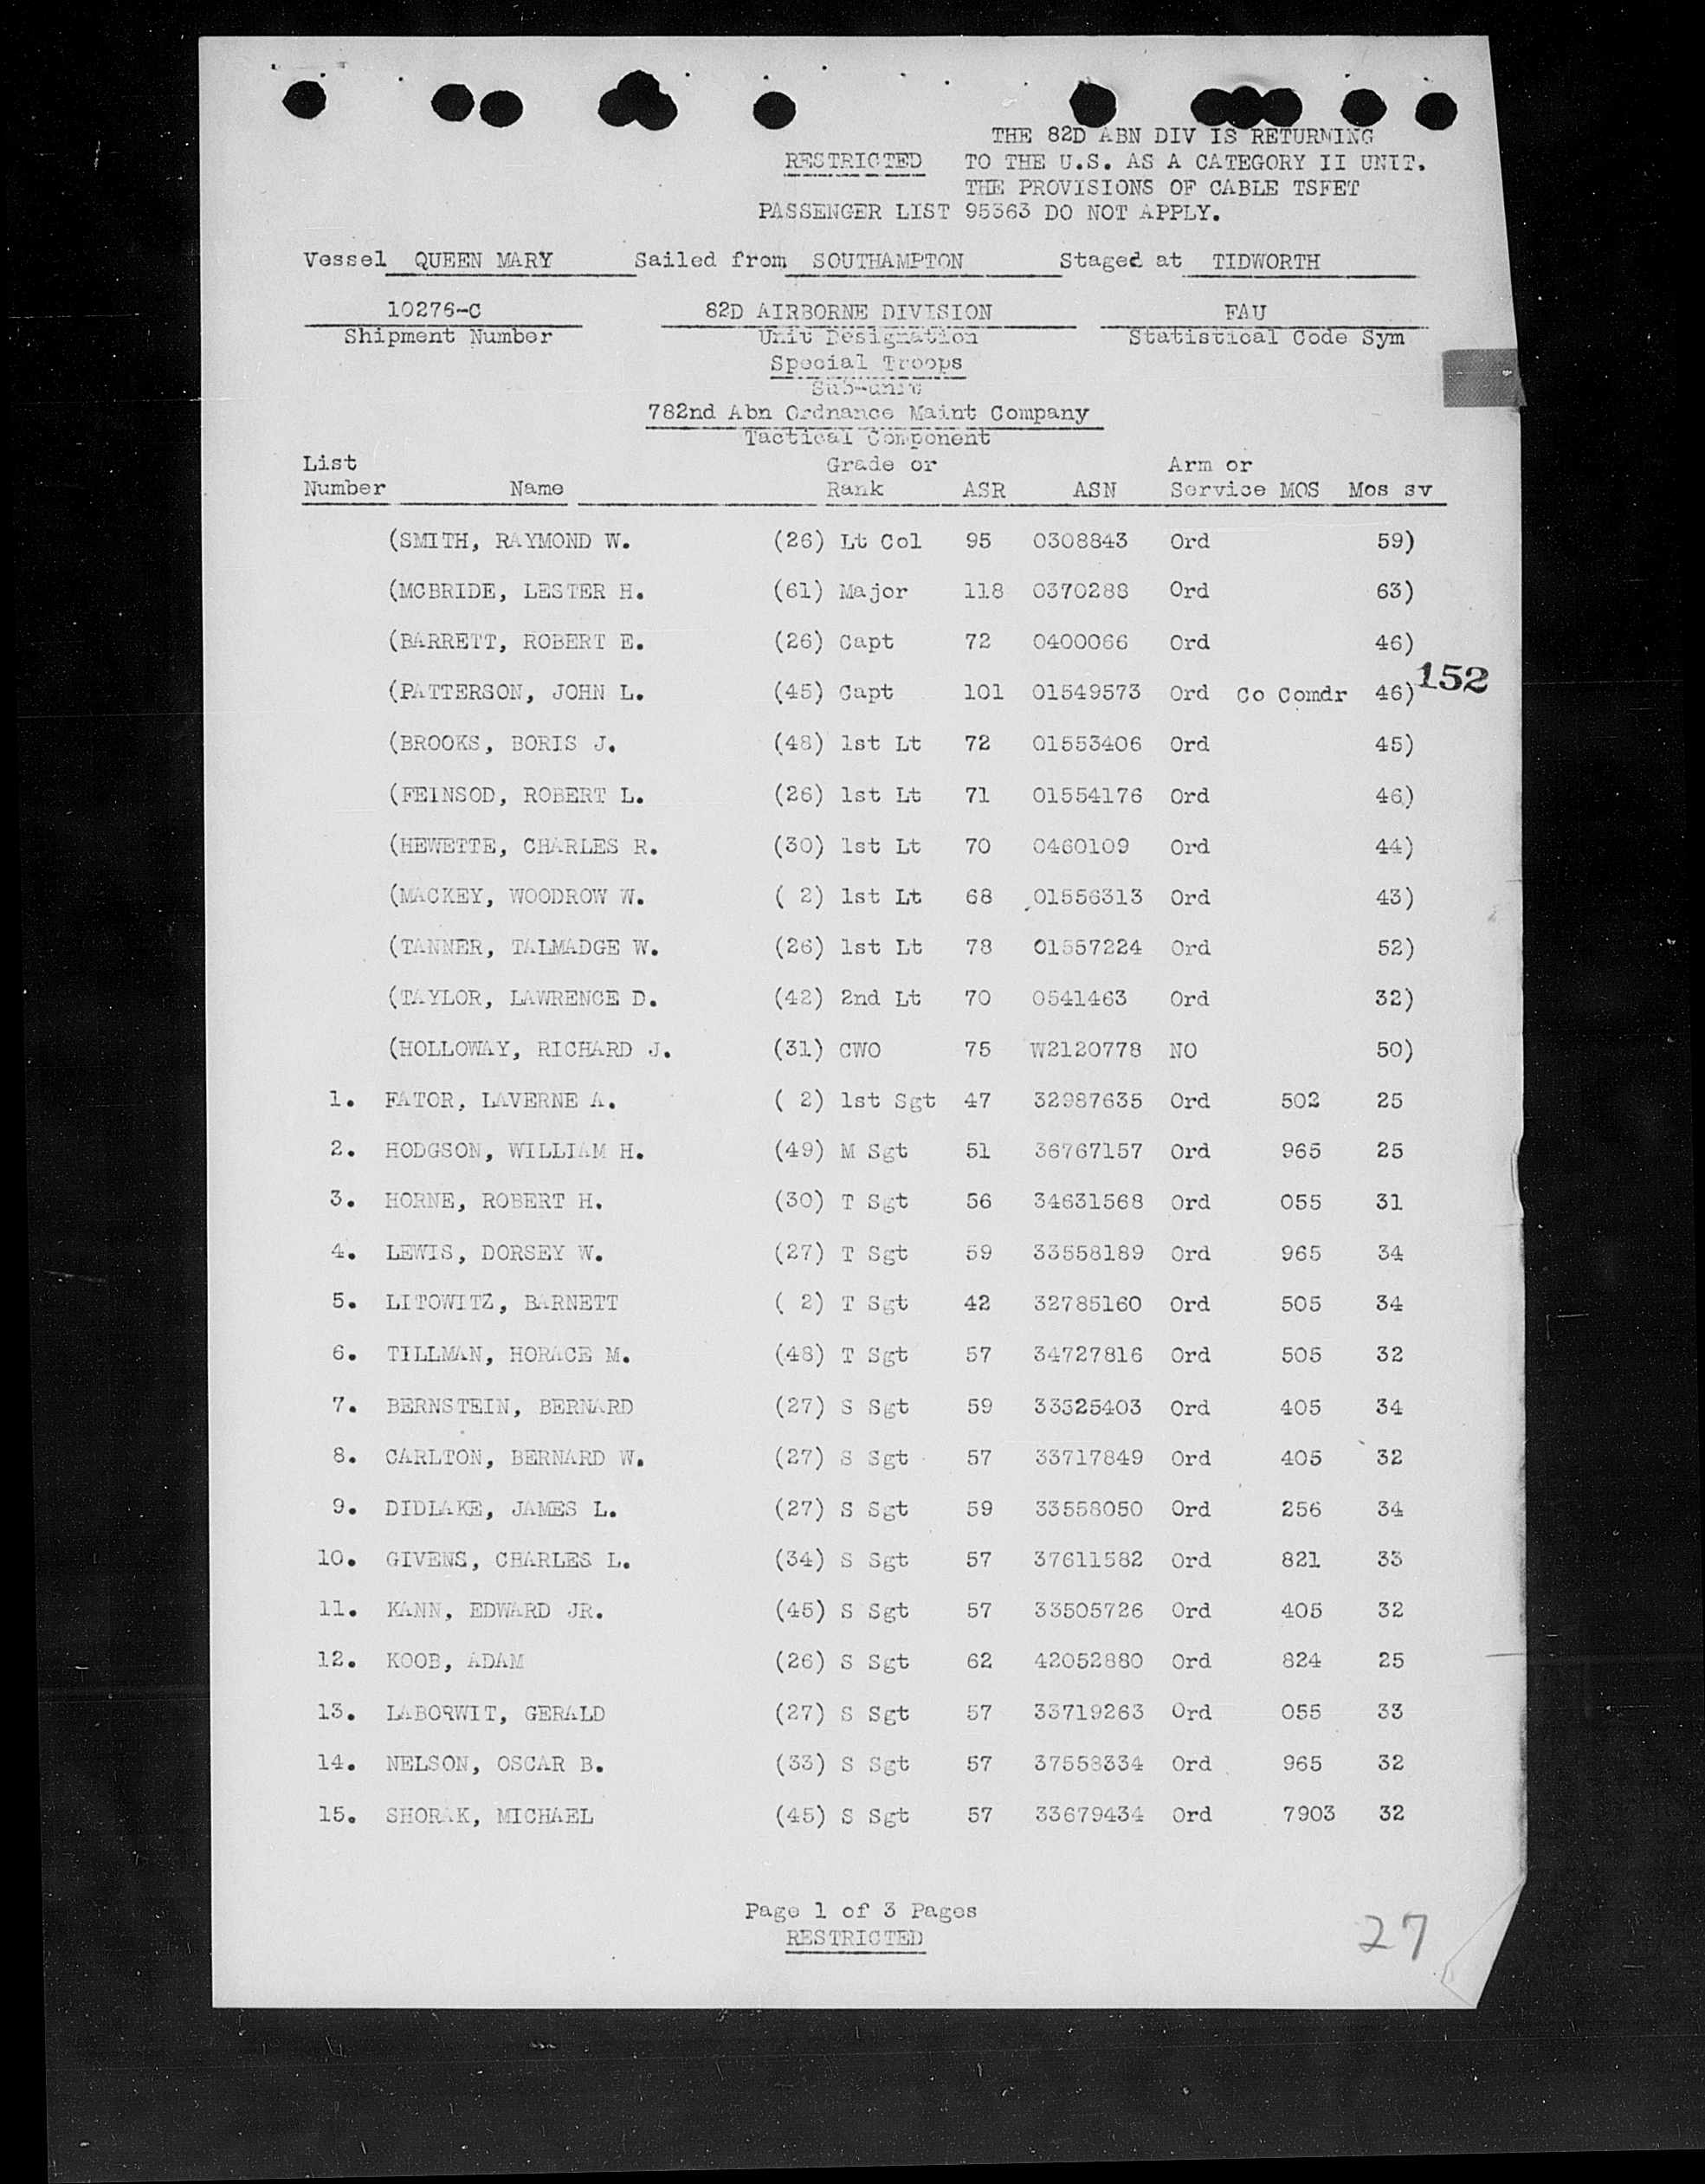 THE 82D ABN DIV IS RETURNING
RESTRICTED TO THE U.S. AS A CATEGORY II UNIT.
THE PROVISIONS OF CABLE TSFET
PASSENGER LIST 95363 DO NOT APPLY.
Vessel QUEEN MARY Sailed from SOUTHAMPTON Staged at TIDWORTH
10276-C 82D AIRBORNE DIVISION FAU
Shipment Number Unit Designation Statistical Code Sym
Special Troops
Sub-unit
782nd Abn Ordnance Maint Company
Tactical Component
List Grade or Arm or
Number Name Rank ASR ASN Service MOS Mos sv
(SMITH, RAYMOND W. (26) Lt Col 95 0308843 Ord 59)
(MCBRIDE, LESTER H. (61) Major 118 0370288 Ord 63)
(BARRETT, ROBERT E. (26) Capt 72 0400066 Ord 46)
(PATTERSON, JOHN L. (45) Capt 101 01549573 Ord Co Comdr 46) 152
(BROOKS, BORIS J. (48) 1st Lt 72 01553406 Ord 45)
(FEINSOD, ROBERT L. (26) 1st Lt 71 01554176 Ord 46)
(HEWETTE, CHARLES R. (30) 1st Lt 70 0460109 Ord 44)
(MACKEY, WOODROW W. ( 2) 1st Lt 68 01556313 Ord 43)
(TANNER, TALMADGE W. (26) 1st Lt 78 01557224 Ord 52)
(TAYLOR, LAWRENCE D. (42) 2nd Lt 70 0541463 Ord 32)
(HOLLOWAY, RICHARD J. (31) CWO 75 W2120778 NO 50)
1. FATOR, LAVERNE A. ( 2) 1st Sgt 47 32987635 Ord 502 25
2. HODGSON, WILLIAM H. (49) M Sgt 51 36767157 Ord 965 25
3. HORNE, ROBERT H. (30) T Sgt 56 34631568 Ord 055 31
4. LEWIS, DORSEY W. (27) T Sgt 59 33558189 Ord 965 34
5. LITOWITZ, BARNETT ( 2) T Sgt 42 32785160 Ord 505 34
6. TILLMAN, HORACE M. (48) T Sgt 57 34727816 Ord 505 32
7. BERNSTEIN, BERNARD (27) S Sgt 59 33525403 Ord 405 34
8. CARLTON, BERNARD W. (27) S Sgt 57 33717849 Ord 405 32
9. DIDLAKE, JAMES L. (27) S Sgt 59 33558050 Ord 256 34
10. GIVENS, CHARLES L. (34) S Sgt 57 37611582 Ord 821 33
11. KANN, EDWARD JR. (45) S Sgt 57 33505726 Ord 405 32
12. KOOB, ADAM (26) S Sgt 62 42052880 Ord 824 25
13. LABORWIT, GERALD (27) S Sgt 57 33719263 Ord 055 33
14. NELSON, OSCAR B. (33) S Sgt 57 37558334 Ord 965 32
15. SHORAK, MICHAEL (45) S Sgt 57 33679434 Ord 7903 32
Page 1 of 3 Pages
RESTRICTED
27